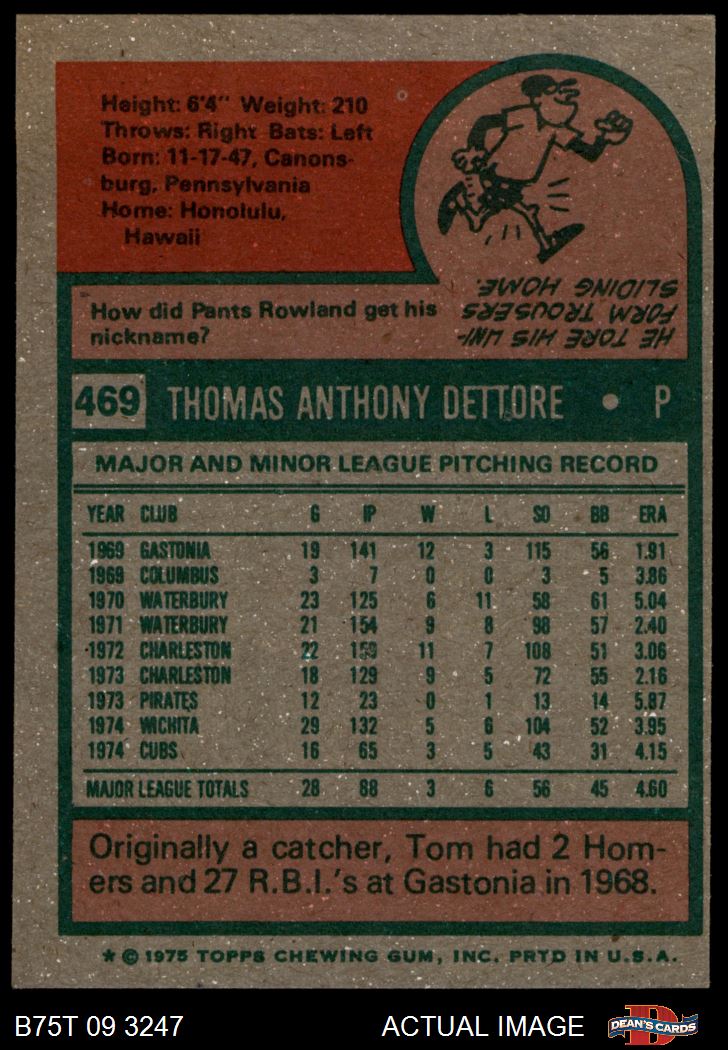 Height: 6'4" Weight: 210
Throws: Right Bats: Left
Born: 11-17-47, Canons-
burg, Pennsylvania
Home: Honolulu,
Hawaii
How did Pants Rowland get his
nickname?
HE TORE HIS UNI-
FORM TROUSERS
SLIDING HOME.
469 THOMAS ANTHONY DETTORE • P
MAJOR AND MINOR LEAGUE PITCHING RECORD
YEAR CLUB G IP W L SO BB ERA
1969 GASTONIA 19 141 12 3 115 56 1.91
1969 COLUMBUS 3 7 0 0 3 5 3.86
1970 WATERBURY 23 125 6 11 58 61 5.04
1971 WATERBURY 21 154 9 8 98 57 2.40
1972 CHARLESTON 22 11 7 108 51 3.06
1973 CHARLESTON 18 129 9 5 72 55 2.16
1973 PIRATES 12 23 0 1 13 14 5.87
1974 WICHITA 29 132 5 6 104 52 3.95
1974 CUBS 16 65 3 5 43 31 4.15
MAJOR LEAGUE TOTALS 28 88 3 6 56 45 4.60
Originally a catcher, Tom had 2 Hom-
ers and 27 R.B.I.'s at Gastonia in 1968.
★ © 1975 TOPPS CHEWING GUM, INC. PRTD IN U.S.A.
B75T 09 3247 ACTUAL IMAGE DEAN'S CARDS